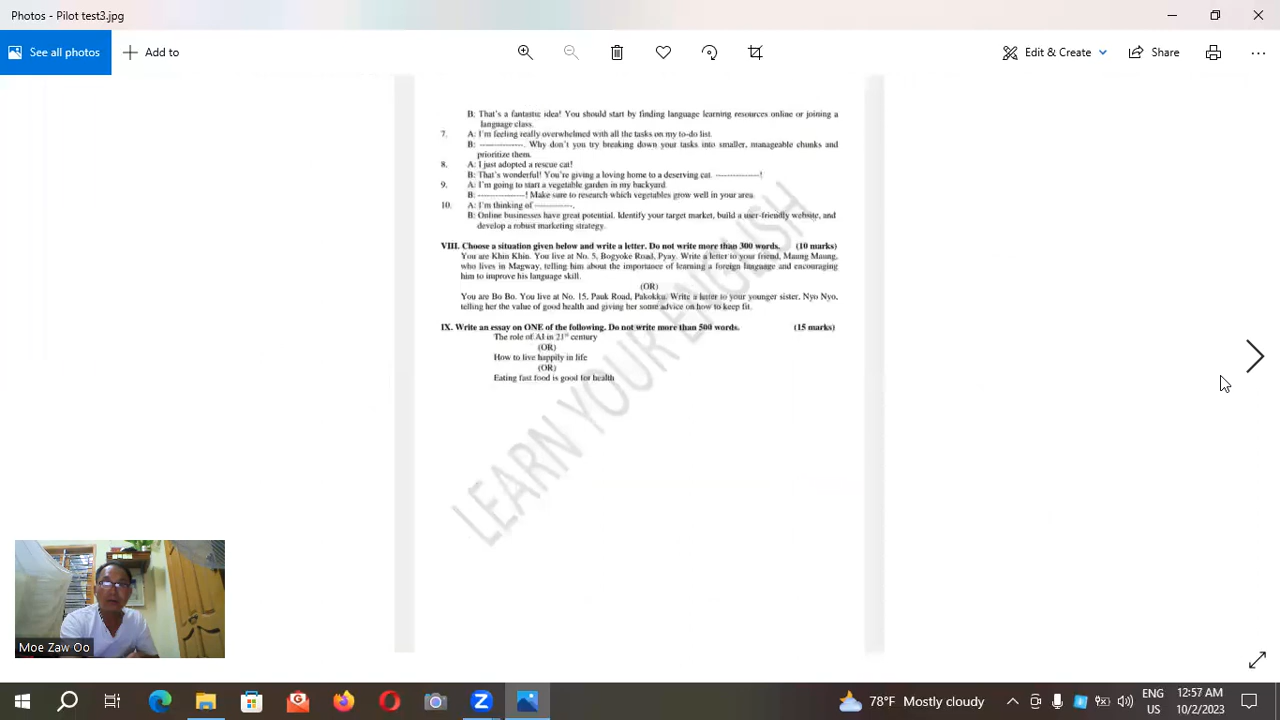 Photos - Pilot test3.jpg
See all photos
Add to
Edit & Create
Share
B: That's a fantastic idea! You should start by finding language learning resources online or joining a
language class.
7. A: I'm feeling really overwhelmed with all the tasks on my to-do list.
B: --------------. Why don't you try breaking down your tasks into smaller, manageable chunks and
prioritize them.
8. A: I just adopted a rescue cat!
B: That's wonderful! You're giving a loving home to a deserving cat. --------------!
9. A: I'm going to start a vegetable garden in my backyard.
B: ---------------! Make sure to research which vegetables grow well in your area.
10. A: I'm thinking of ------------.
B: Online businesses have great potential. Identify your target market, build a user-friendly website, and
develop a robust marketing strategy.
VIII. Choose a situation given below and write a letter. Do not write more than 300 words. (10 marks)
You are Khin Khin. You live at No. 5, Bogyoke Road, Pyay. Write a letter to your friend, Maung Maung,
who lives in Magway, telling him about the importance of learning a foreign language and encouraging
him to improve his language skill.
(OR)
You are Bo Bo. You live at No. 15, Pauk Road, Pakokku. Write a letter to your younger sister, Nyo Nyo,
telling her the value of good health and giving her some advice on how to keep fit.
IX. Write an essay on ONE of the following. Do not write more than 500 words. (15 marks)
The role of AI in 21st century
(OR)
How to live happily in life
(OR)
Eating fast food is good for health
LEARN YOUR ENGLISH
Moe Zaw Oo
78°F Mostly cloudy
ENG
US
12:57 AM
10/2/2023